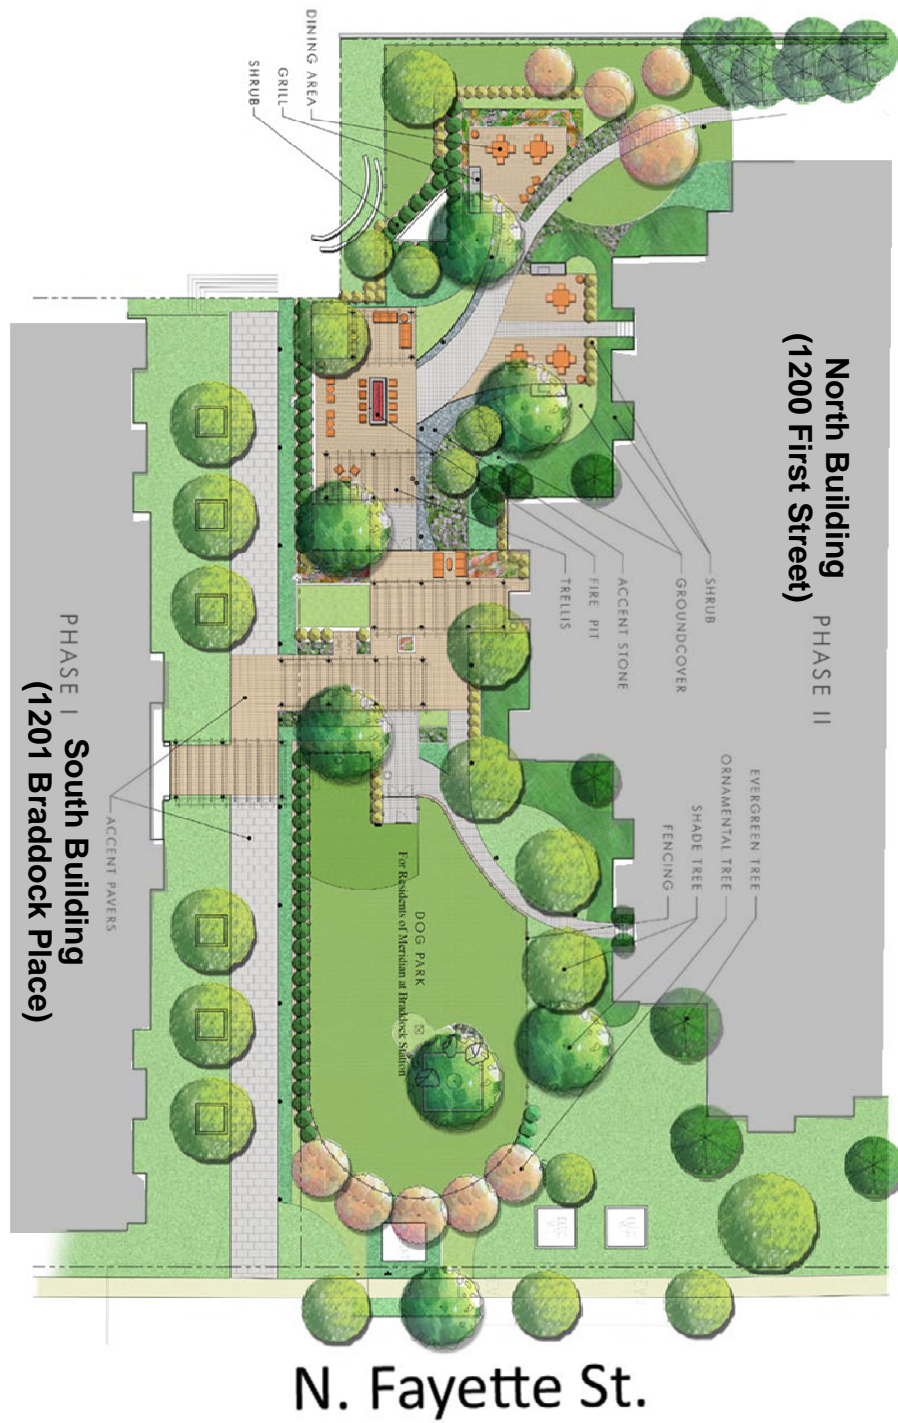 DINING AREA
GRILL
SHRUB
North Building
(1200 First Street)
PHASE II
SHRUB
GROUNDCOVER
ACCENT STONE
FIRE PIT
TRELLIS
EVERGREEN TREE
ORNAMENTAL TREE
SHADE TREE
FENCING
PHASE I
South Building
(1201 Braddock Place)
ACCENT PAVERS
DOG PARK
For Residents of Meridian at Braddock Station
N. Fayette St.